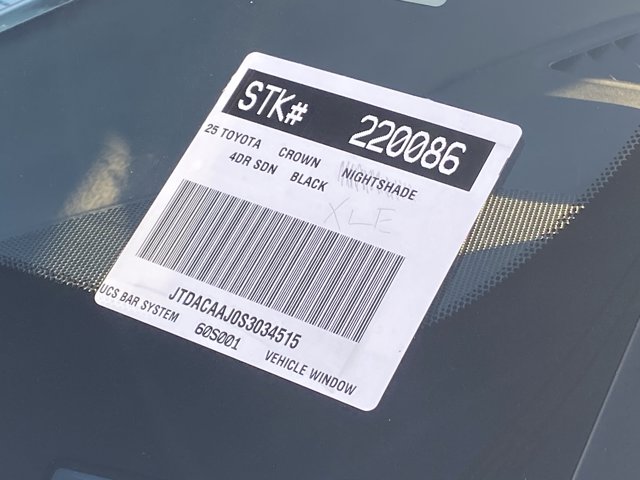 STK# 220086
25 TOYOTA CROWN NIGHTSHADE
4DR SDN BLACK
XLE
JTDACAAJ0S3034515
UCS BAR SYSTEM 60S001 VEHICLE WINDOW